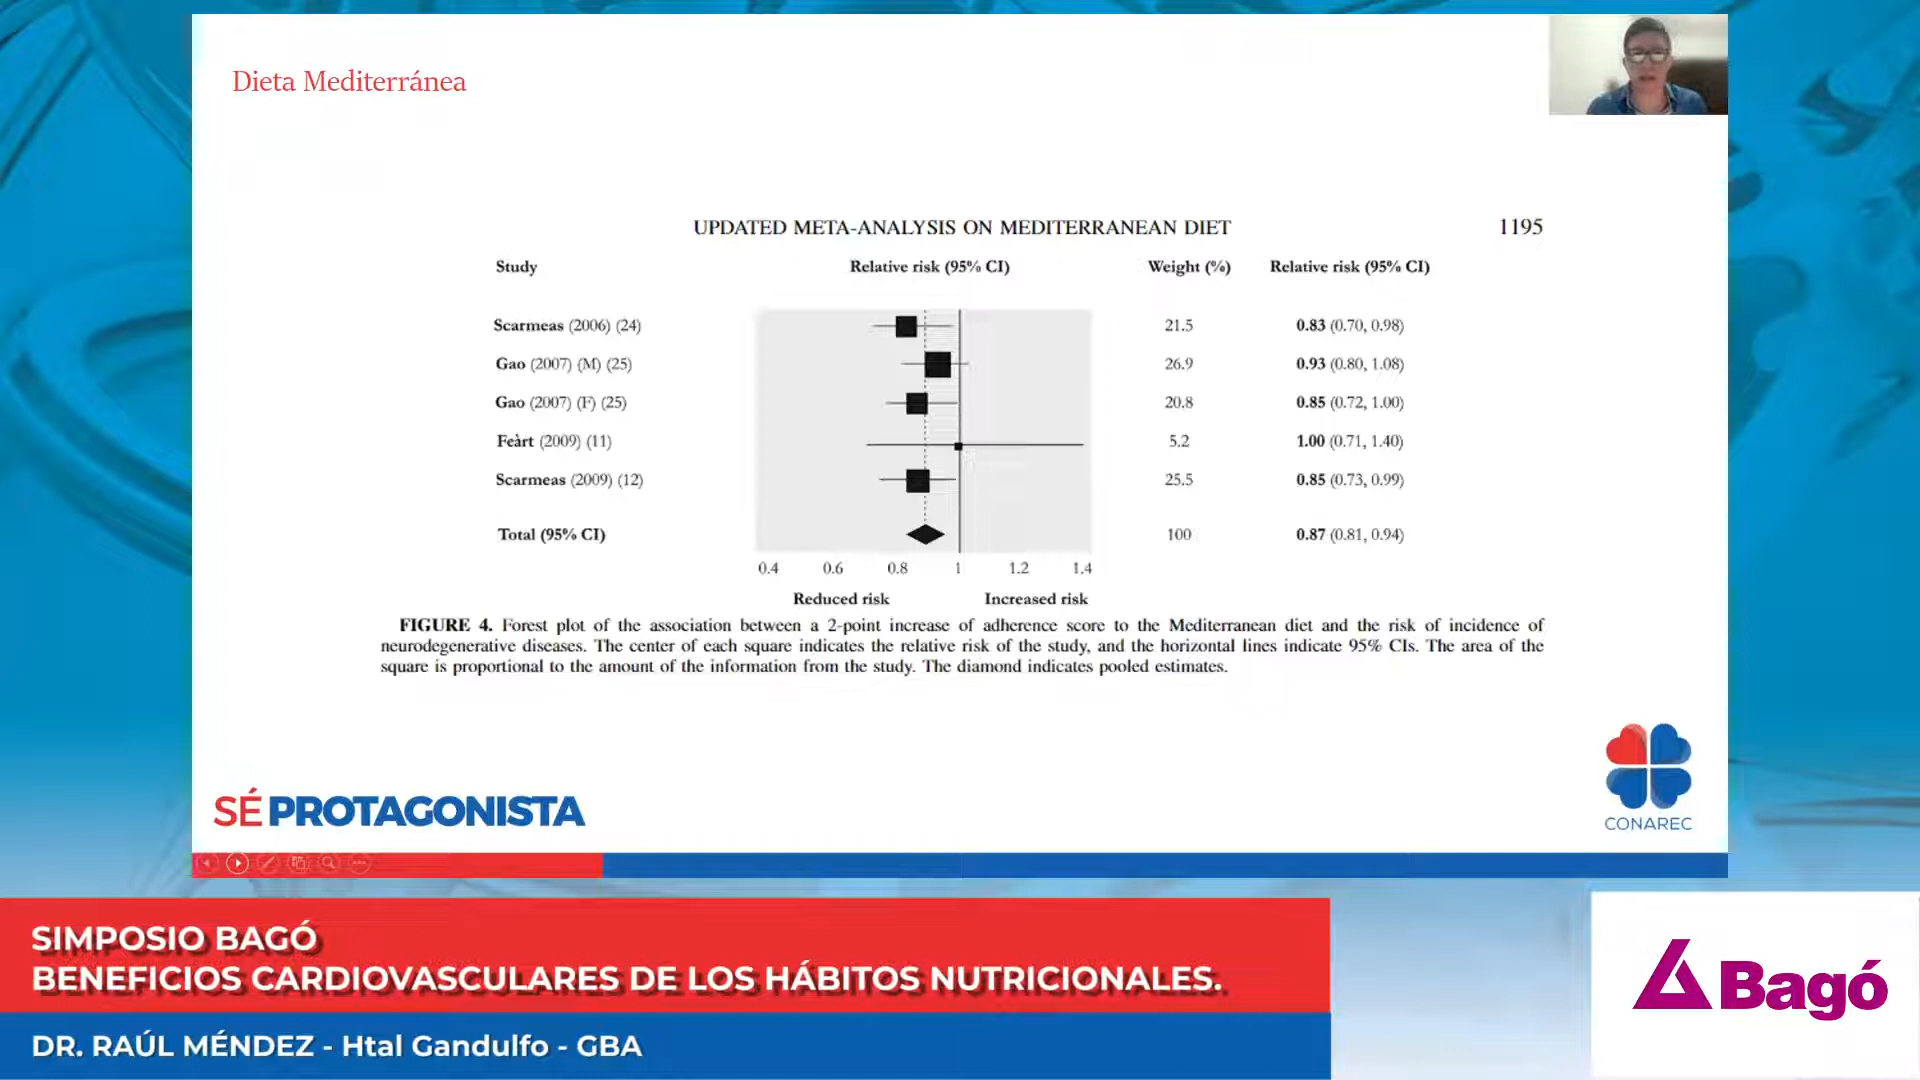 Dieta Mediterránea
UPDATED META-ANALYSIS ON MEDITERRANEAN DIET 1195
Study Relative risk (95% CI) Weight (%) Relative risk (95% CI)
Scarmeas (2006) (24) 21.5 0.83 (0.70, 0.98)
Gao (2007) (M) (25) 26.9 0.93 (0.80, 1.08)
Gao (2007) (F) (25) 20.8 0.85 (0.72, 1.00)
Feàrt (2009) (11) 5.2 1.00 (0.71, 1.40)
Scarmeas (2009) (12) 25.5 0.85 (0.73, 0.99)
Total (95% CI) 100 0.87 (0.81, 0.94)
0.4 0.6 0.8 1 1.2 1.4
Reduced risk Increased risk
FIGURE 4. Forest plot of the association between a 2-point increase of adherence score to the Mediterranean diet and the risk of incidence of
neurodegenerative diseases. The center of each square indicates the relative risk of the study, and the horizontal lines indicate 95% CIs. The area of the
square is proportional to the amount of the information from the study. The diamond indicates pooled estimates.
SÉ PROTAGONISTA
CONAREC
SIMPOSIO BAGÓ
BENEFICIOS CARDIOVASCULARES DE LOS HÁBITOS NUTRICIONALES.
DR. RAÚL MÉNDEZ - Htal Gandulfo - GBA
Bagó